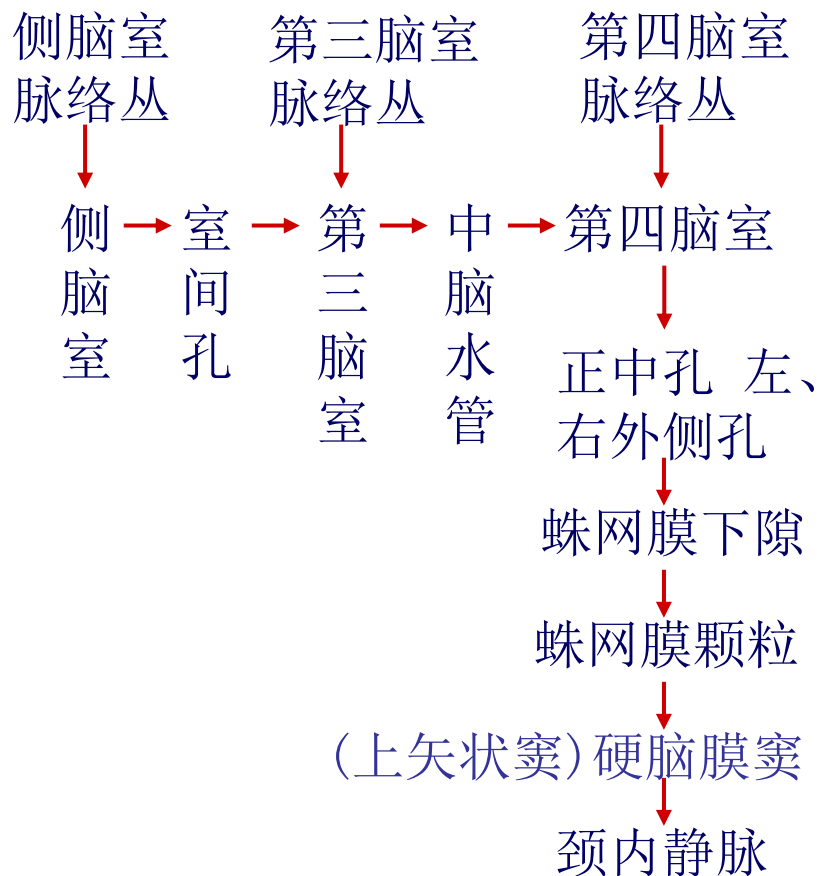 侧脑室
脉络丛
第三脑室
脉络丛
第四脑室
脉络丛
侧脑室
室间孔
第三脑室
中脑水管
第四脑室
正中孔 左、
右外侧孔
蛛网膜下隙
蛛网膜颗粒
(上矢状窦)硬脑膜窦
颈内静脉